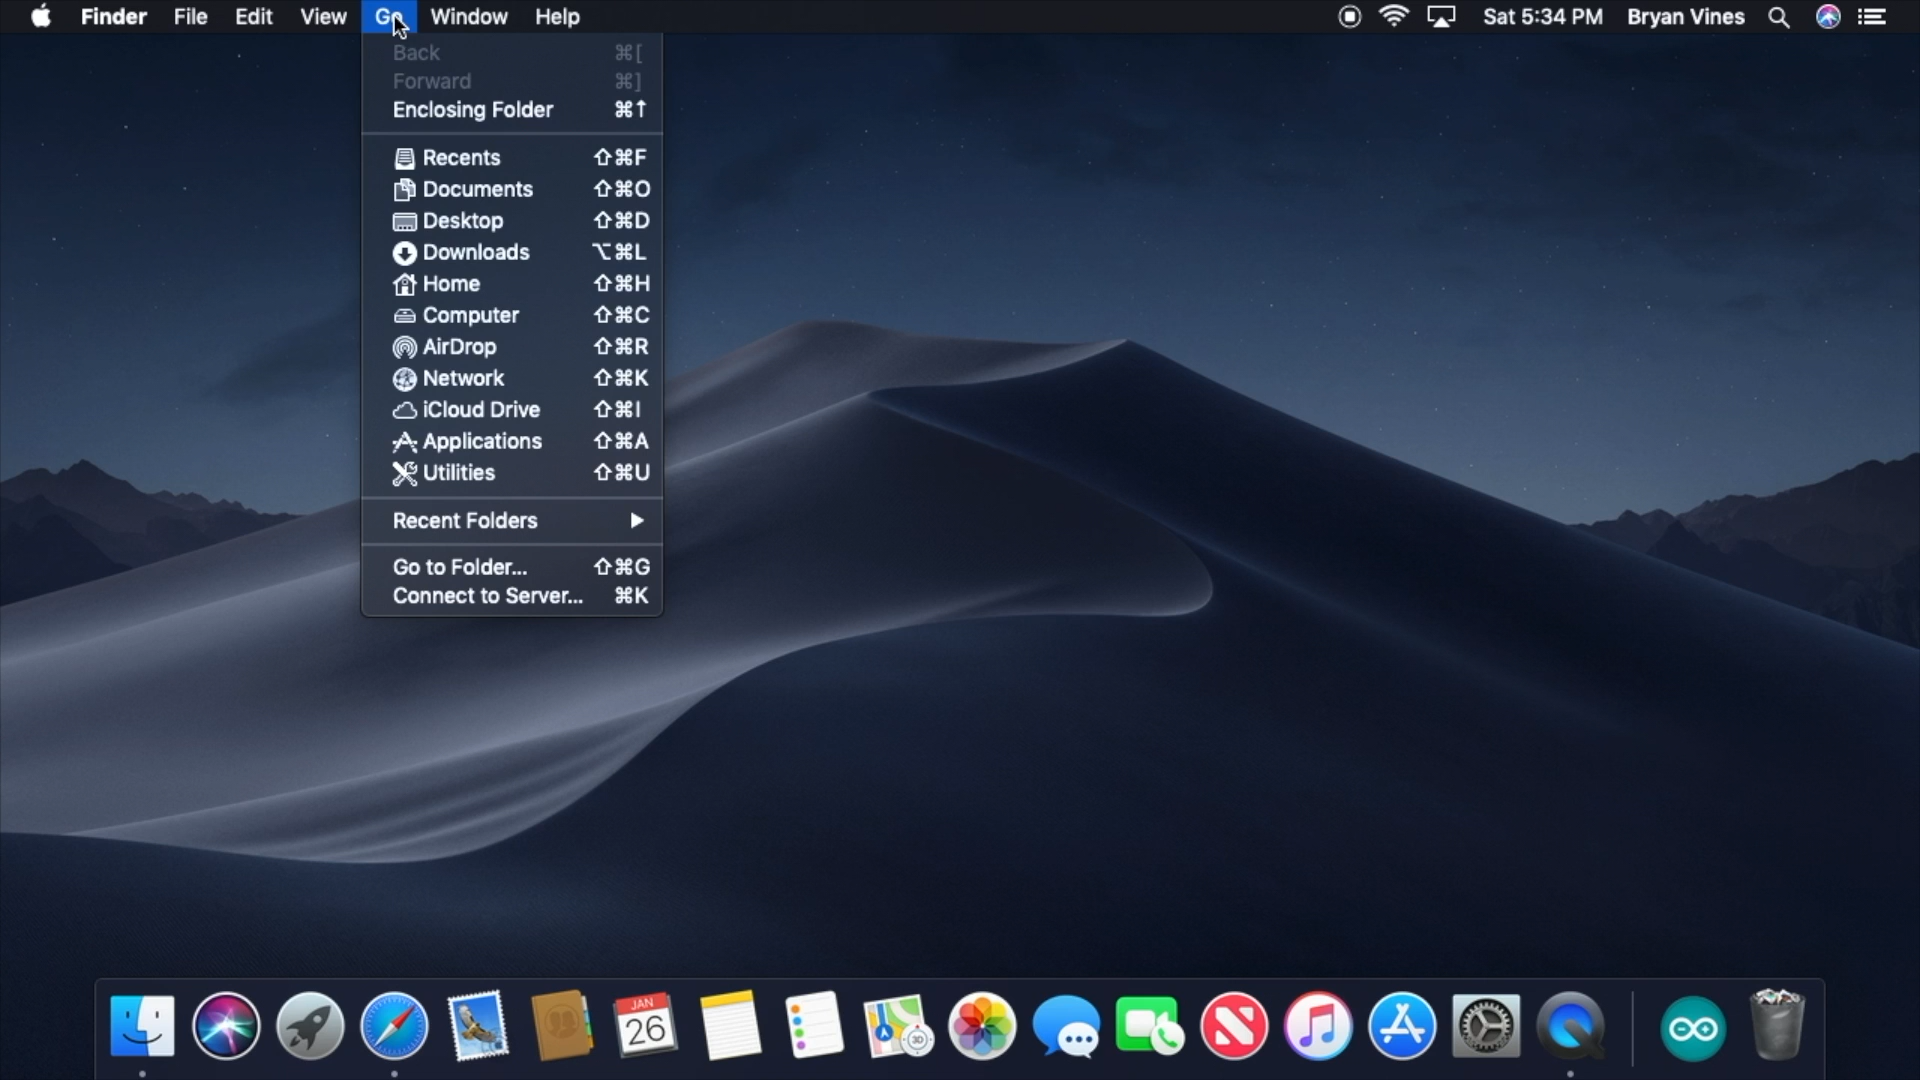 Finder File Edit View Go Window Help Sat 5:34 PM Bryan Vines
Back ⌘[
Forward ⌘]
Enclosing Folder ⌘↑
Recents ⇧⌘F
Documents ⇧⌘O
Desktop ⇧⌘D
Downloads ⌥⌘L
Home ⇧⌘H
Computer ⇧⌘C
AirDrop ⇧⌘R
Network ⇧⌘K
iCloud Drive ⇧⌘I
Applications ⇧⌘A
Utilities ⇧⌘U
Recent Folders ▶
Go to Folder... ⇧⌘G
Connect to Server... ⌘K
JAN
26
3D